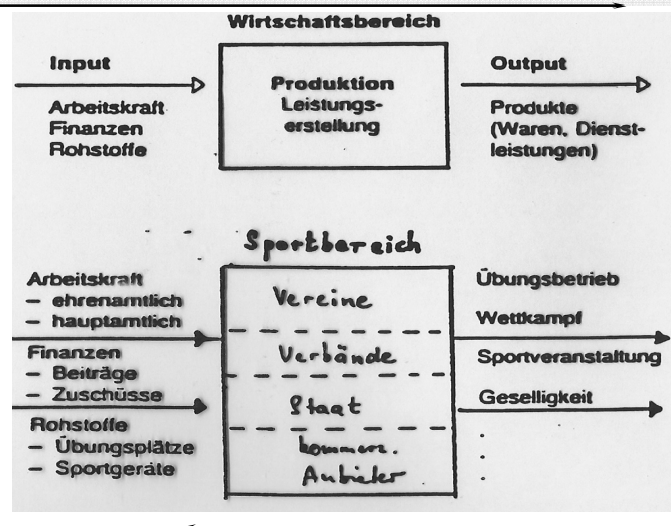 Wirtschaftsbereich
Input
Arbeitskraft
Finanzen
Rohstoffe
Produktion
Leistungs-
erstellung
Output
Produkte
(Waren, Dienst-
leistungen)
Sportbereich
Arbeitskraft
– ehrenamtlich
– hauptamtlich
Finanzen
– Beiträge
– Zuschüsse
Rohstoffe
– Übungsplätze
– Sportgeräte
Vereine
Verbände
Staat
kommerz.
Anbieter
Übungsbetrieb
Wettkampf
Sportveranstaltung
Geselligkeit